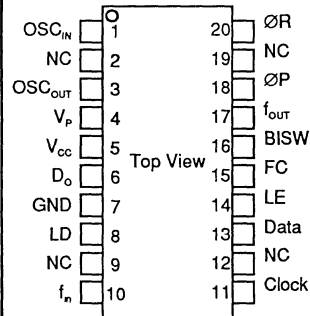 OSC_IN 1 20 ØR
NC 2 19 NC
OSC_OUT 3 18 ØP
V_P 4 17 f_OUT
V_CC 5 16 BISW
Top View
D_O 6 15 FC
GND 7 14 LE
LD 8 13 Data
NC 9 12 NC
f_in 10 11 Clock